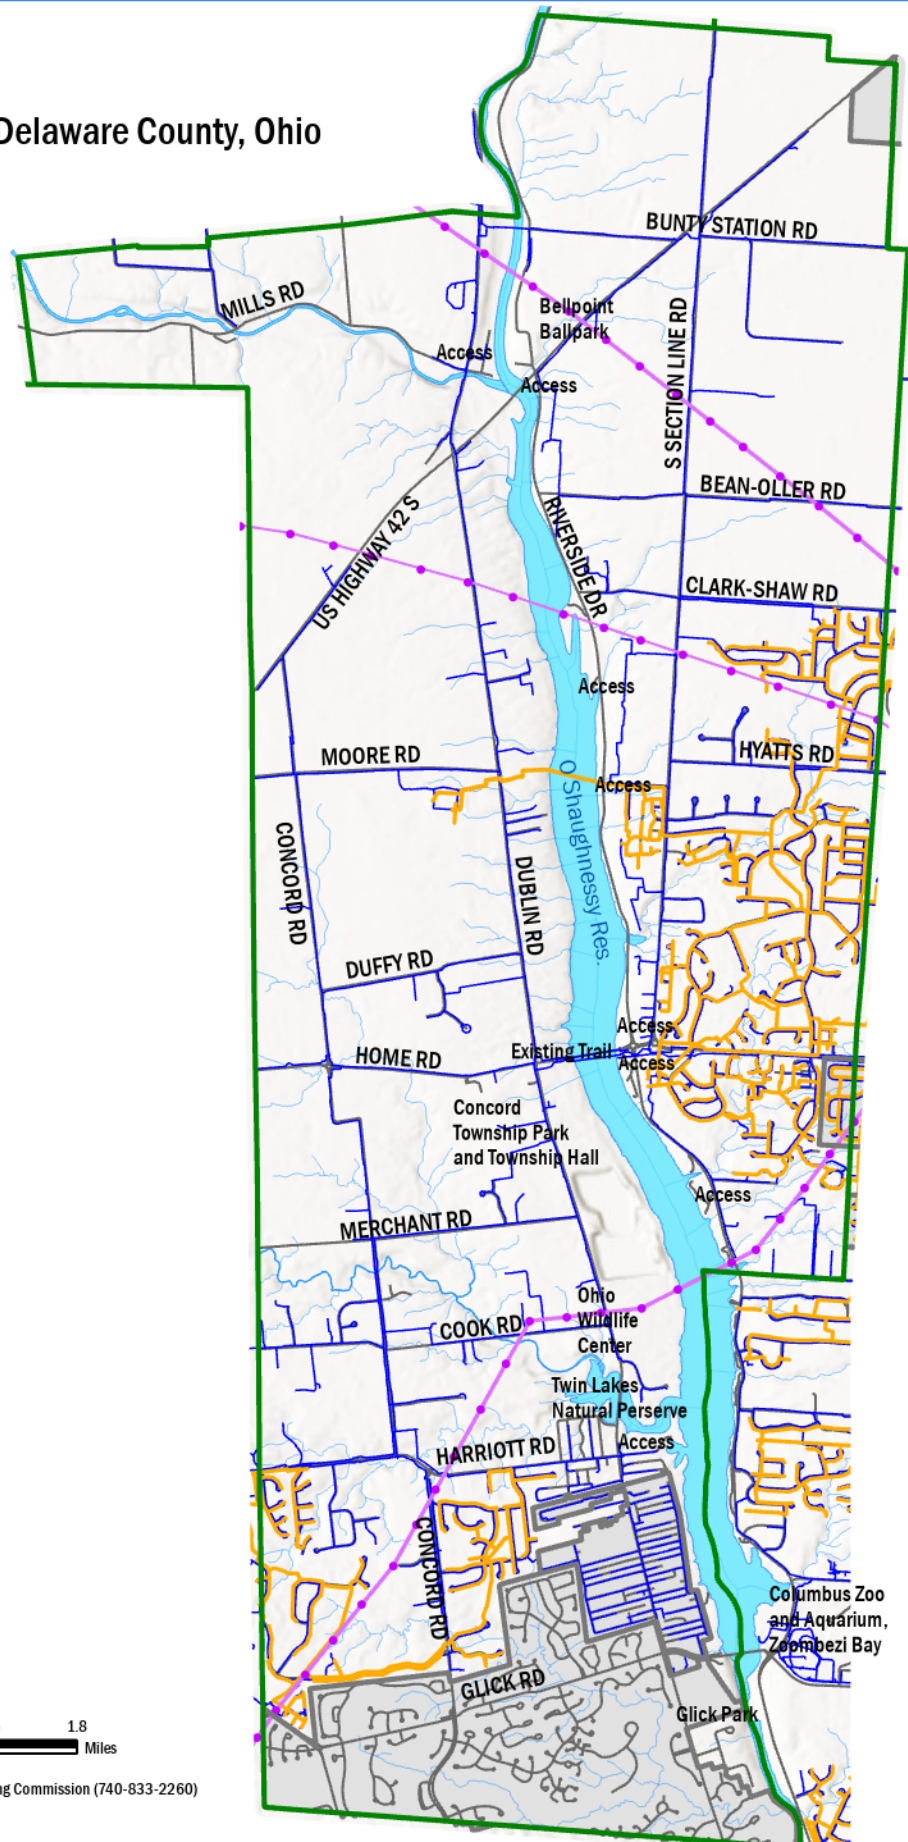 Delaware County, Ohio
BUNTY STATION RD
MILLS RD
Bellpoint
Ballpark
Access
Access
S SECTION LINE RD
BEAN-OLLER RD
US HIGHWAY 42 S
RIVERSIDE DR
CLARK-SHAW RD
Access
MOORE RD
HYATTS RD
Access
O Shaughnessy Res.
CONCORD RD
DUBLIN RD
DUFFY RD
Access
Existing Trail
HOME RD
Access
Concord
Township Park
and Township Hall
Access
MERCHANT RD
Ohio
Wildlife
Center
COOK RD
Twin Lakes
Natural Perserve
HARRIOTT RD
Access
CONCORD RD
Columbus Zoo
and Aquarium,
Zoombezi Bay
GLICK RD
Glick Park
1.8
Miles
ng Commission (740-833-2260)